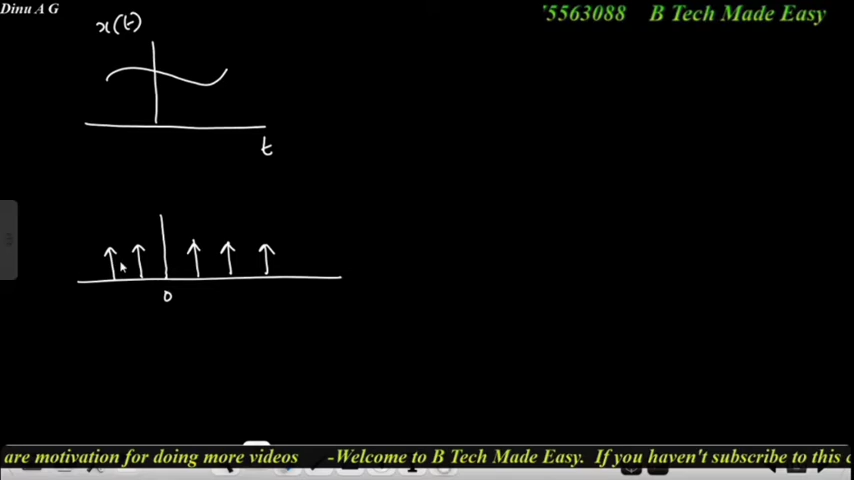 Dinu A G
'5563088 B Tech Made Easy
x(t)
t
0
are motivation for doing more videos -Welcome to B Tech Made Easy. If you haven't subscribe to this c